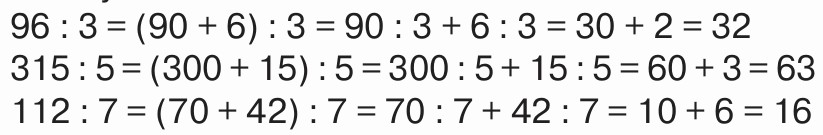 96 : 3 = (90 + 6) : 3 = 90 : 3 + 6 : 3 = 30 + 2 = 32
315 : 5 = (300 + 15) : 5 = 300 : 5 + 15 : 5 = 60 + 3 = 63
112 : 7 = (70 + 42) : 7 = 70 : 7 + 42 : 7 = 10 + 6 = 16